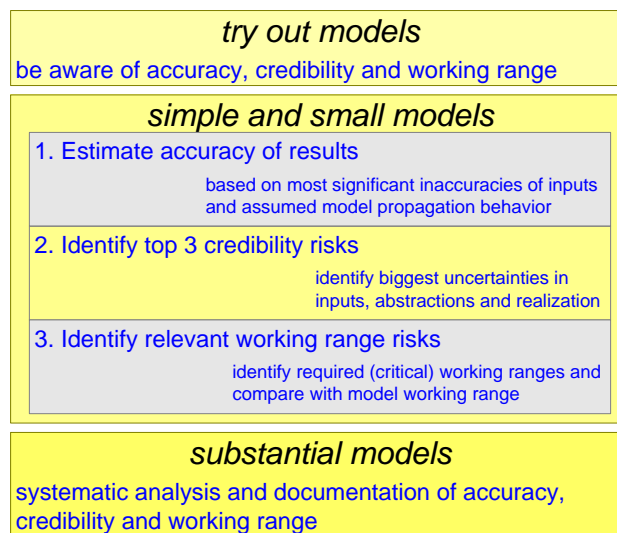 try out models
be aware of accuracy, credibility and working range
simple and small models
1. Estimate accuracy of results
based on most significant inaccuracies of inputs
and assumed model propagation behavior
2. Identify top 3 credibility risks
identify biggest uncertainties in
inputs, abstractions and realization
3. Identify relevant working range risks
identify required (critical) working ranges and
compare with model working range
substantial models
systematic analysis and documentation of accuracy,
credibility and working range